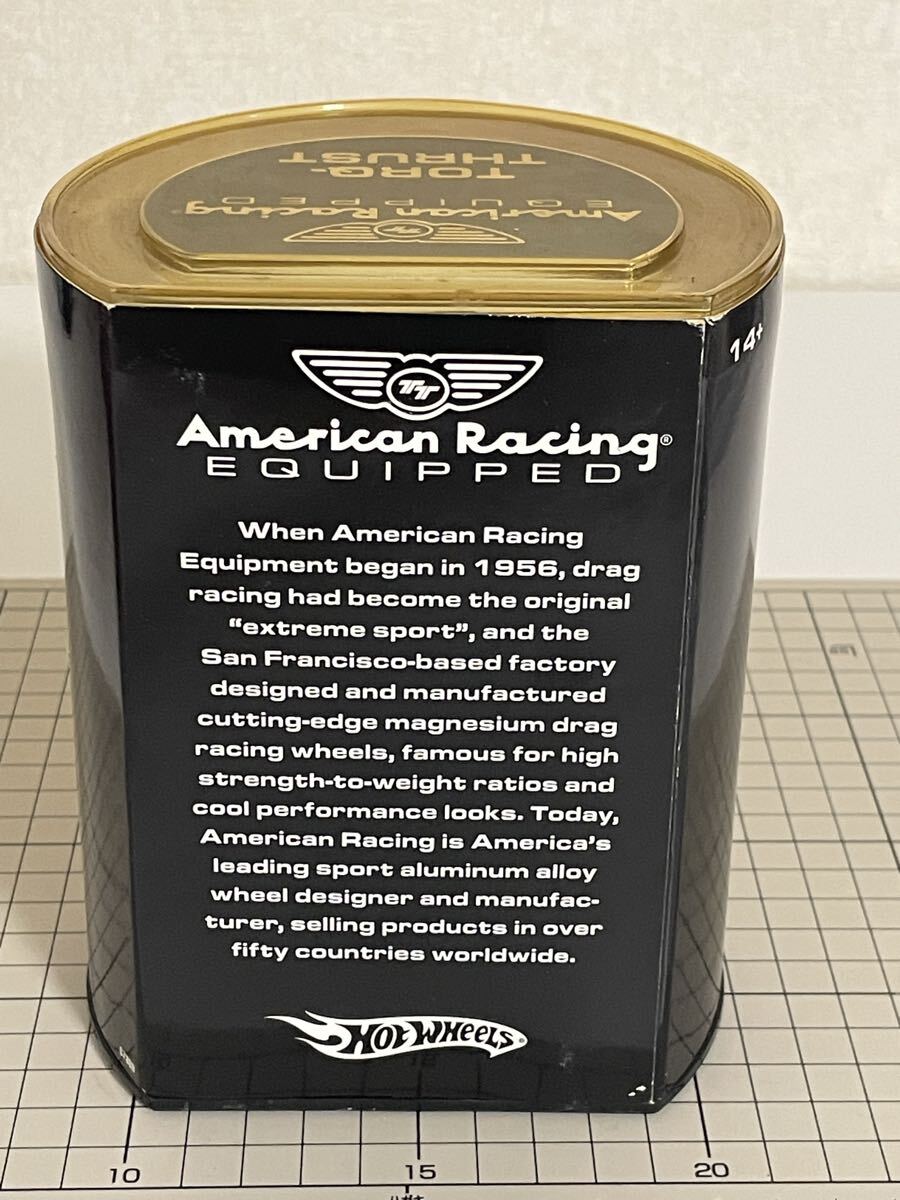 TORQ-
THRUST
American Racing
EQUIPPED
TT
14+
TT
American Racing®
EQUIPPED
When American Racing
Equipment began in 1956, drag
racing had become the original
“extreme sport”, and the
San Francisco-based factory
designed and manufactured
cutting-edge magnesium drag
racing wheels, famous for high
strength-to-weight ratios and
cool performance looks. Today,
American Racing is America's
leading sport aluminum alloy
wheel designer and manufac-
turer, selling products in over
fifty countries worldwide.
HOT WHEELS
10
15
20